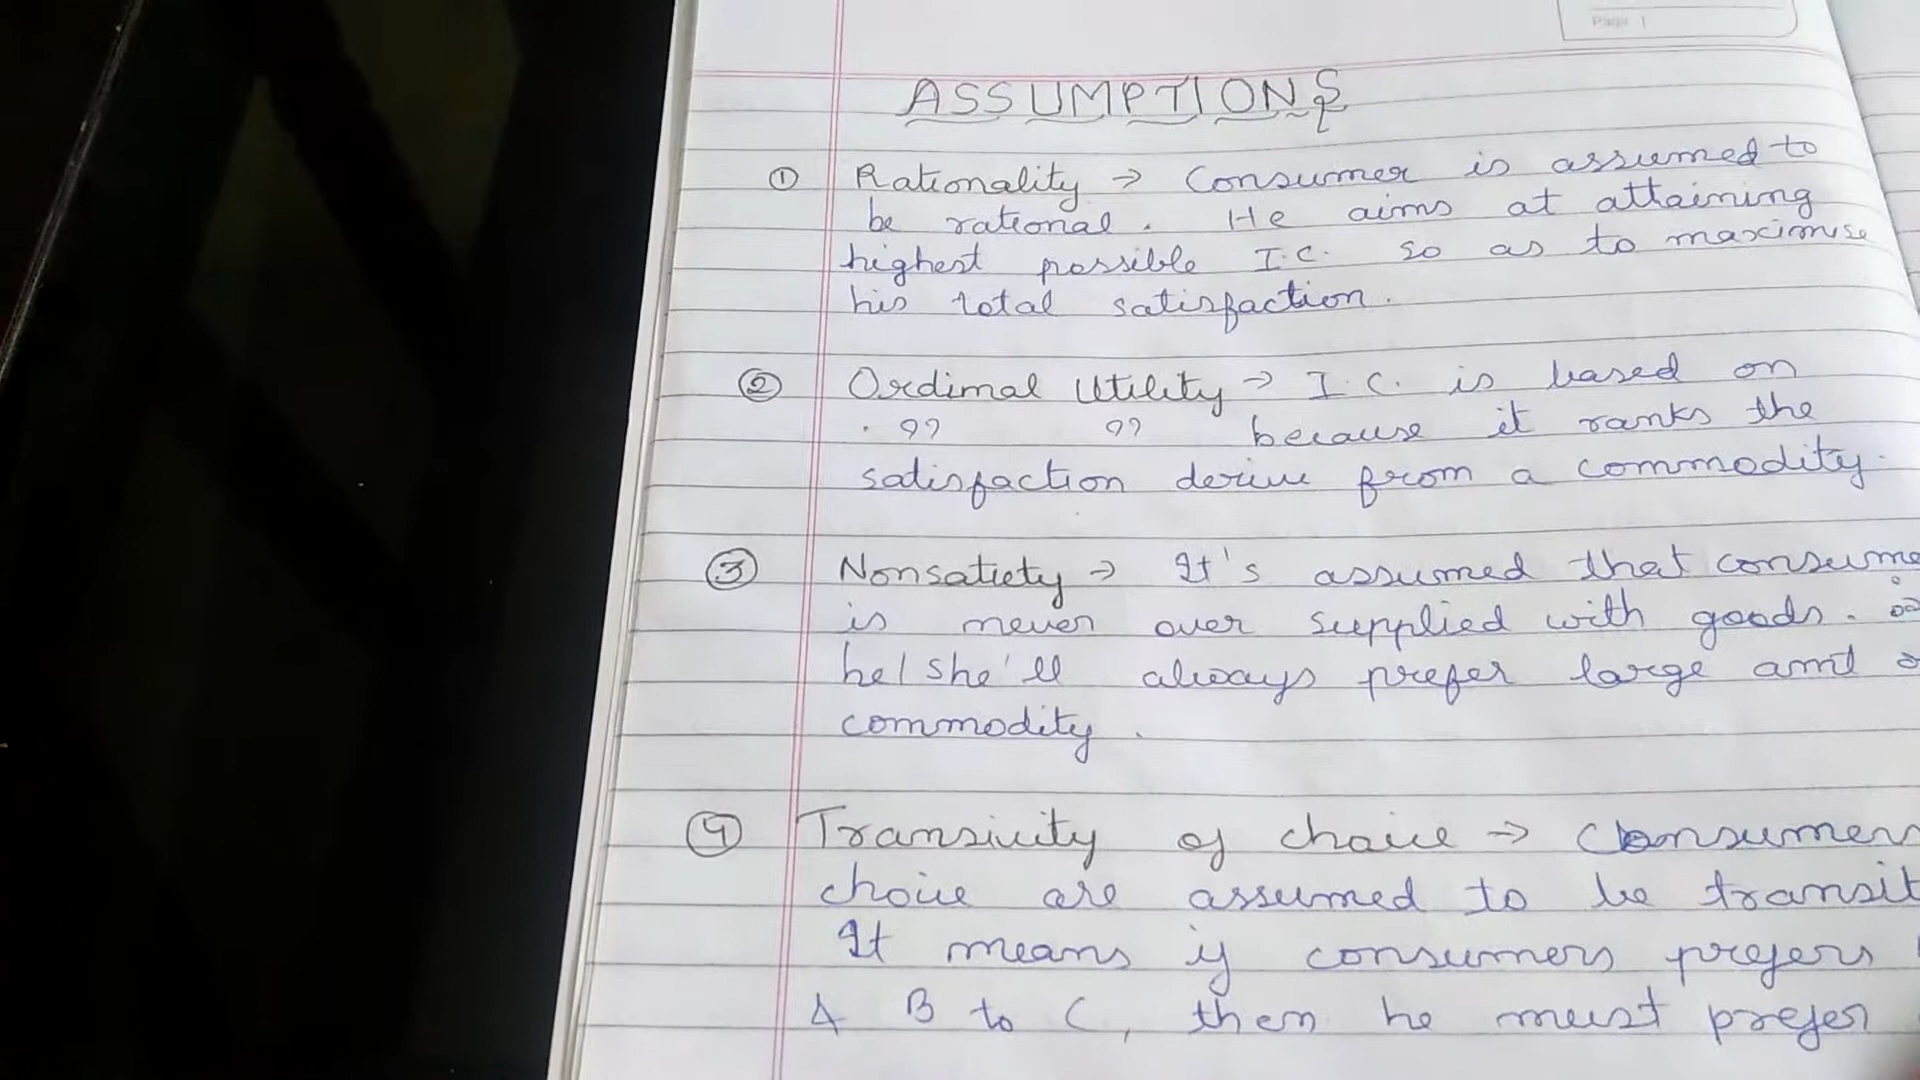 Page 1
ASSUMPTIONS
① Rationality → Consumer is assumed to
be rational. He aims at attaining
highest possible I.C. so as to maximise
his total satisfaction.
② Ordinal Utility → I.C. is based on
" " because it ranks the
satisfaction derive from a commodity.
③ Nonsatiety → It's assumed that consume
is never over supplied with goods.
he/she'll always prefer large amt
commodity.
④ Transivity of choice → Consumers
choice are assumed to be transit
It means if consumers prefers
& B to C, then he must prefer